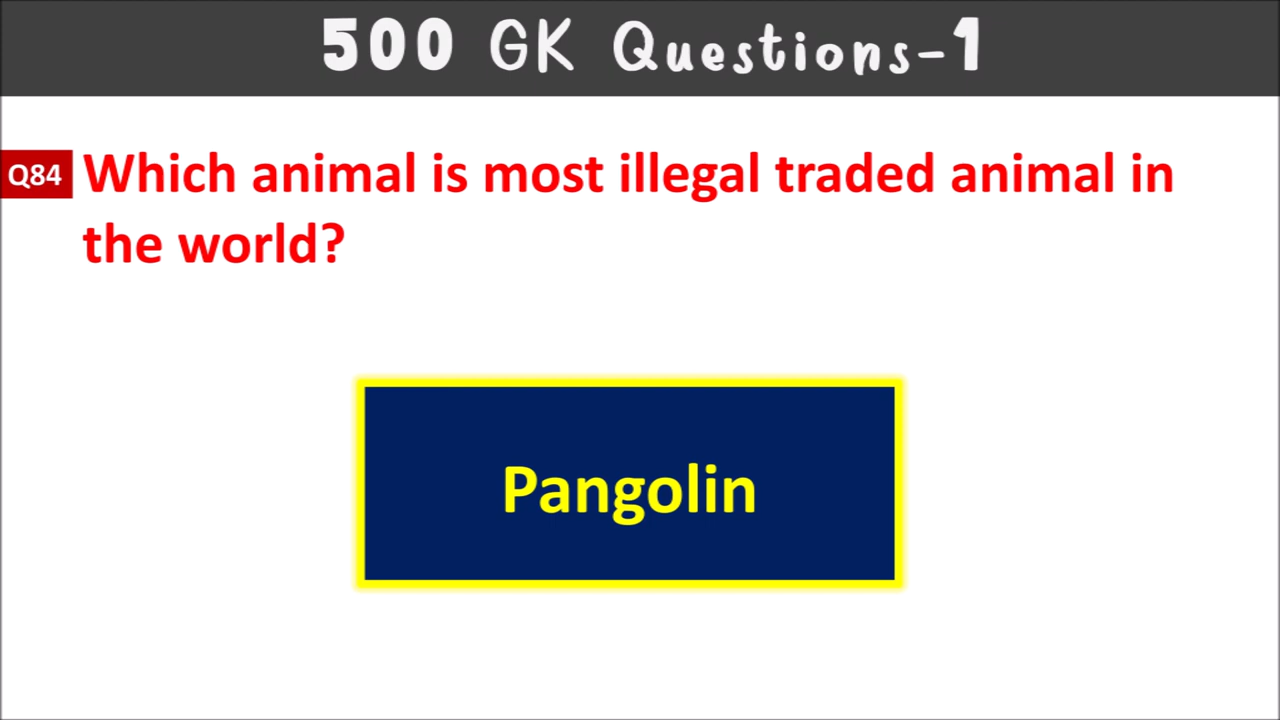 500 GK Questions-1
Q84 Which animal is most illegal traded animal in
the world?
Pangolin